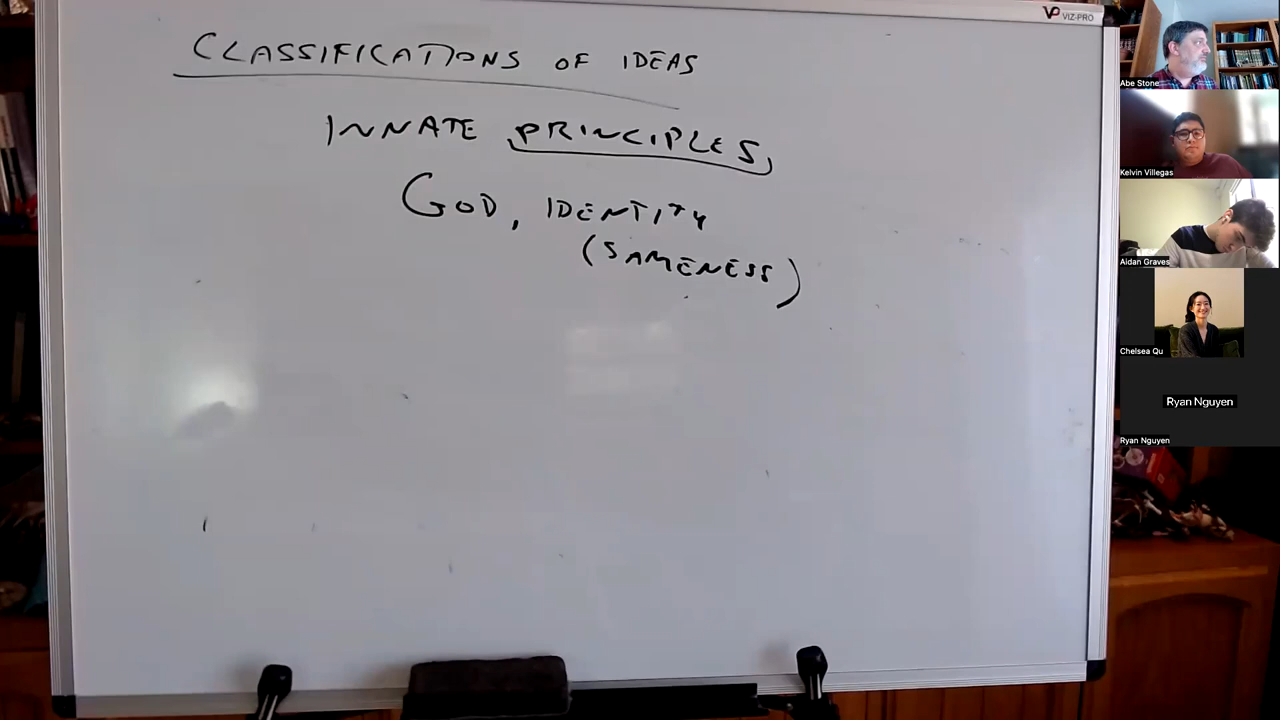 VIZ-PRO
CLASSIFICATIONS OF IDEAS
INNATE PRINCIPLES,
GOD, IDENTITY
(SAMENESS)
Abe Stone
Kelvin Villegas
Aidan Graves
Chelsea Qu
Ryan Nguyen
Ryan Nguyen